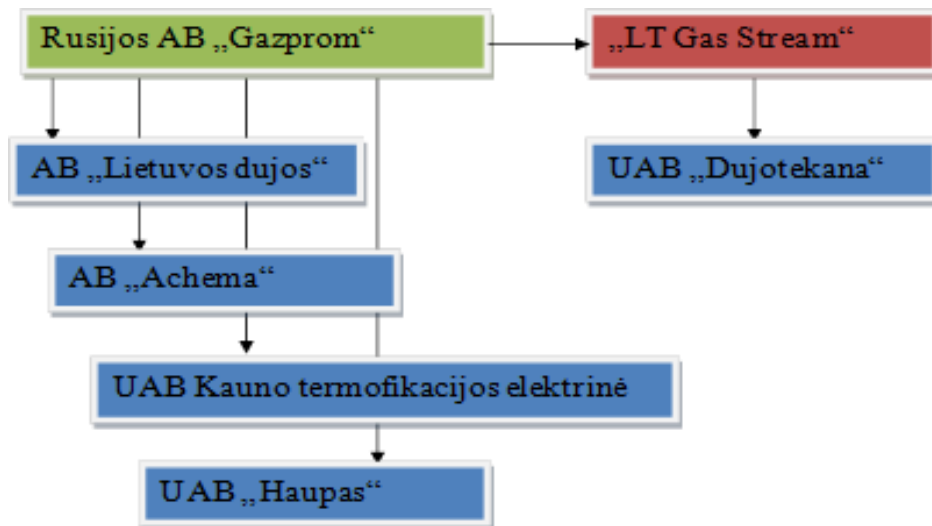 Rusijos AB „Gazprom“
„LT Gas Stream“
AB „Lietuvos dujos“
UAB „Dujotekana“
AB „Achema“
UAB Kauno termofikacijos elektrinė
UAB „Haupas“